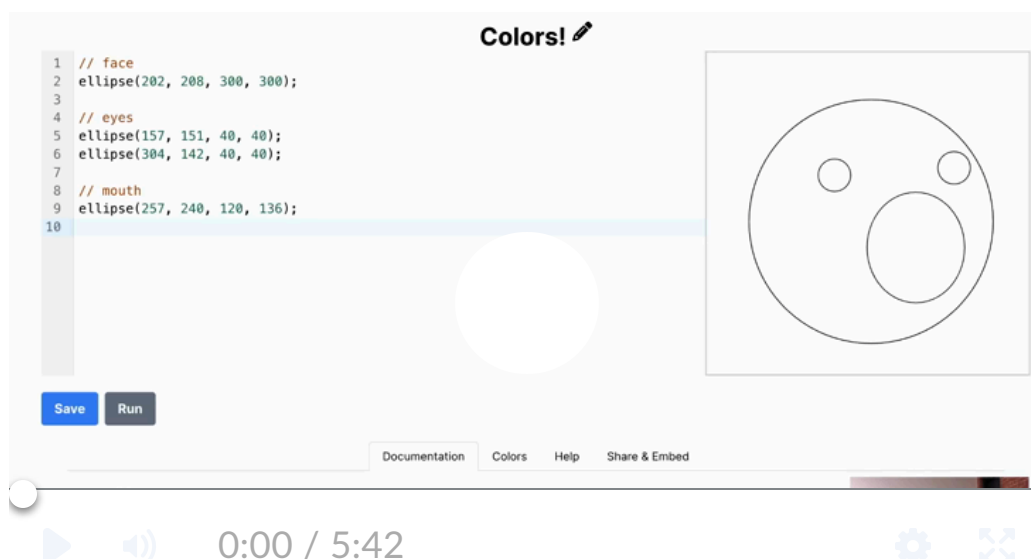 Colors!
1 // face
2 ellipse(202, 208, 300, 300);
3
4 // eyes
5 ellipse(157, 151, 40, 40);
6 ellipse(304, 142, 40, 40);
7
8 // mouth
9 ellipse(257, 240, 120, 136);
10
Save Run
Documentation Colors Help Share & Embed
0:00 / 5:42